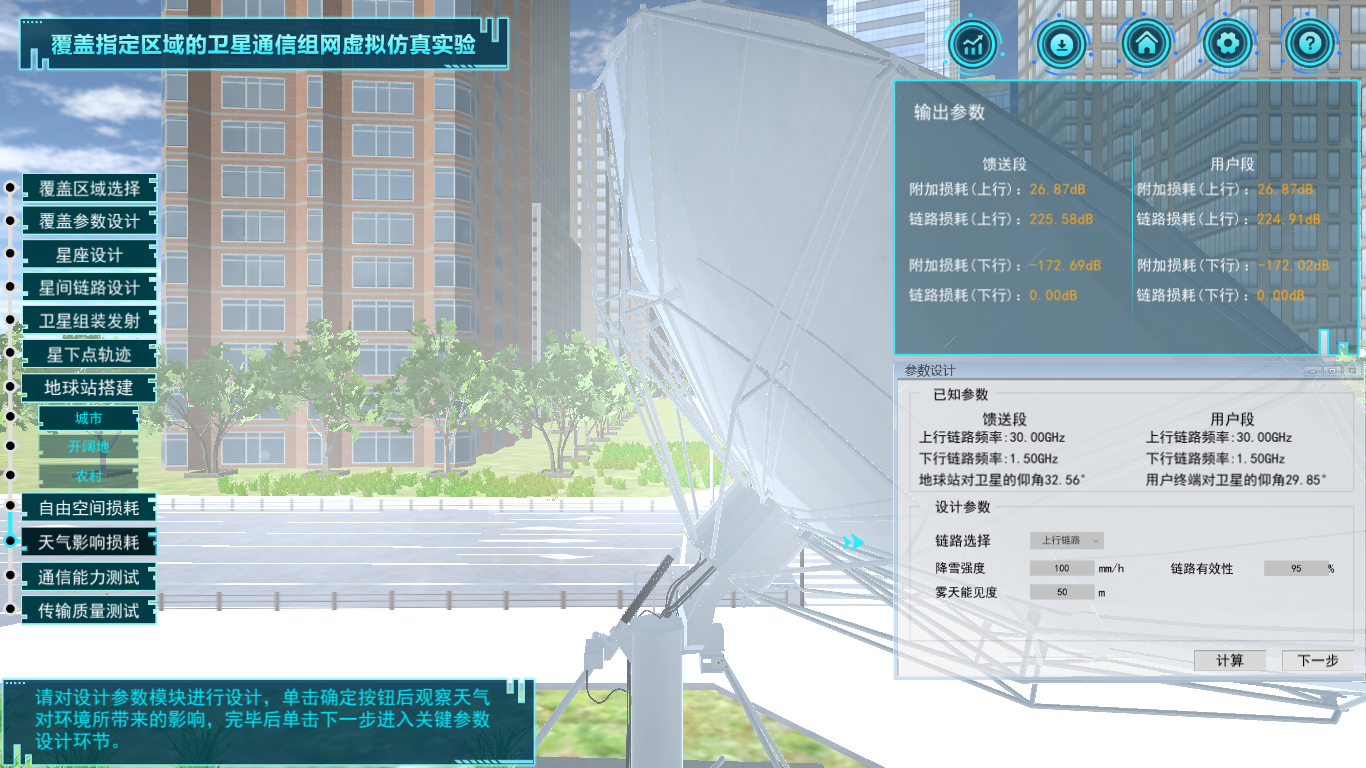 覆盖指定区域的卫星通信组网虚拟仿真实验
覆盖区域选择
覆盖参数设计
星座设计
星间链路设计
卫星组装发射
星下点轨迹
地球站搭建
城市
开阔地
农村
自由空间损耗
天气影响损耗
通信能力测试
传输质量测试
输出参数
馈送段 用户段
附加损耗(上行): 26.87dB 附加损耗(上行): 26.87dB
链路损耗(上行): 225.58dB 链路损耗(上行): 224.91dB
附加损耗(下行): -172.69dB 附加损耗(下行): -172.02dB
链路损耗(下行): 0.00dB 链路损耗(下行): 0.00dB
参数设计
已知参数
馈送段 用户段
上行链路频率:30.00GHz 上行链路频率:30.00GHz
下行链路频率:1.50GHz 下行链路频率:1.50GHz
地球站对卫星的仰角32.56° 用户终端对卫星的仰角29.85°
设计参数
链路选择 上行链路
降雪强度 100 mm/h 链路有效性 95 %
雾天能见度 50 m
计算 下一步
请对设计参数模块进行设计，单击确定按钮后观察天气
对环境所带来的影响，完毕后单击下一步进入关键参数
设计环节。